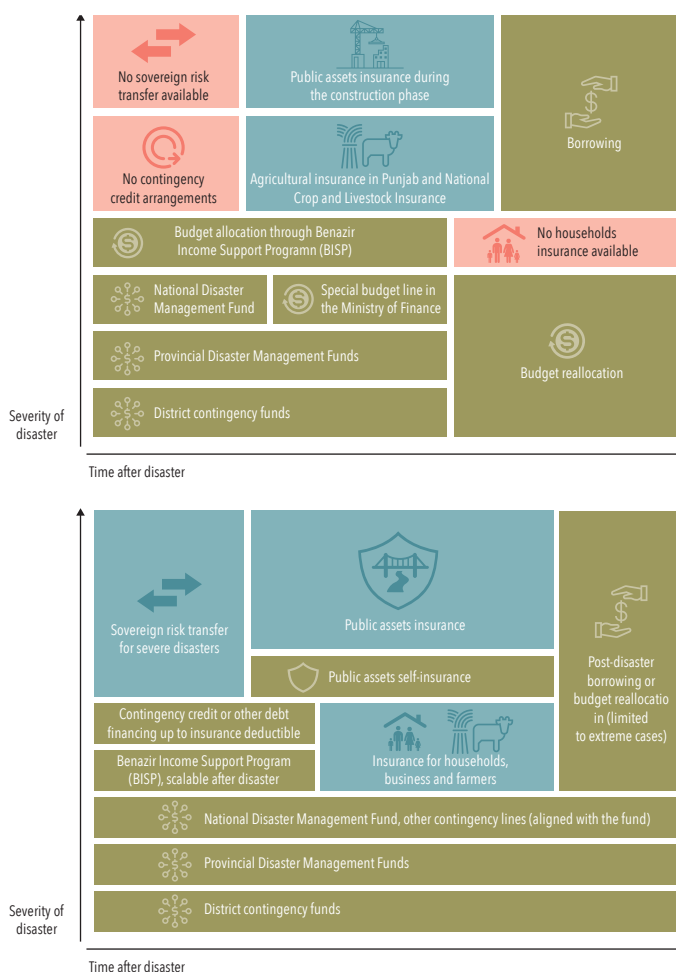 No sovereign risk
transfer available
Public assets insurance during
the construction phase
Borrowing
No contingency
credit arrangements
Agricultural insurance in Punjab and National
Crop and Livestock Insurance
Budget allocation through Benazir
Income Support Programn (BISP)
No households
insurance available
National Disaster
Management Fund
Special budget line in
the Ministry of Finance
Provincial Disaster Management Funds
Budget reallocation
District contingency funds
Severity of
disaster
Time after disaster
Sovereign risk transfer
for severe disasters
Public assets insurance
Public assets self-insurance
Post-disaster
borrowing or
budget reallocatio
in (limited
to extreme cases)
Contingency credit or other debt
financing up to insurance deductible
Insurance for households,
business and farmers
Benazir Income Support Program
(BISP), scalable after disaster
National Disaster Management Fund, other contingency lines (aligned with the fund)
Provincial Disaster Management Funds
District contingency funds
Severity of
disaster
Time after disaster